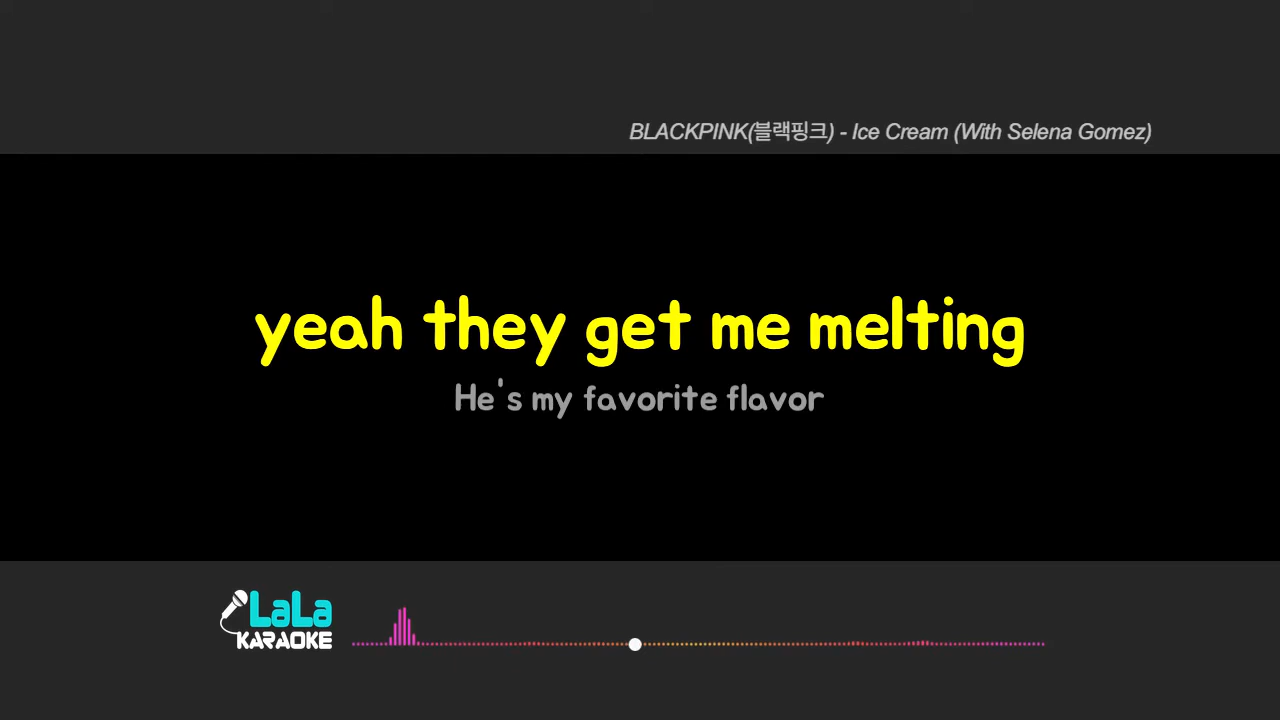 BLACKPINK(블랙핑크) - Ice Cream (With Selena Gomez)
yeah they get me melting
He's my favorite flavor
LaLa
KARAOKE